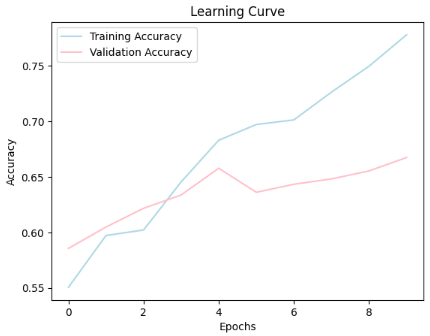 Learning Curve
Training Accuracy
Validation Accuracy
0.75
0.70
0.65
0.60
0.55
Accuracy
0 2 4 6 8
Epochs